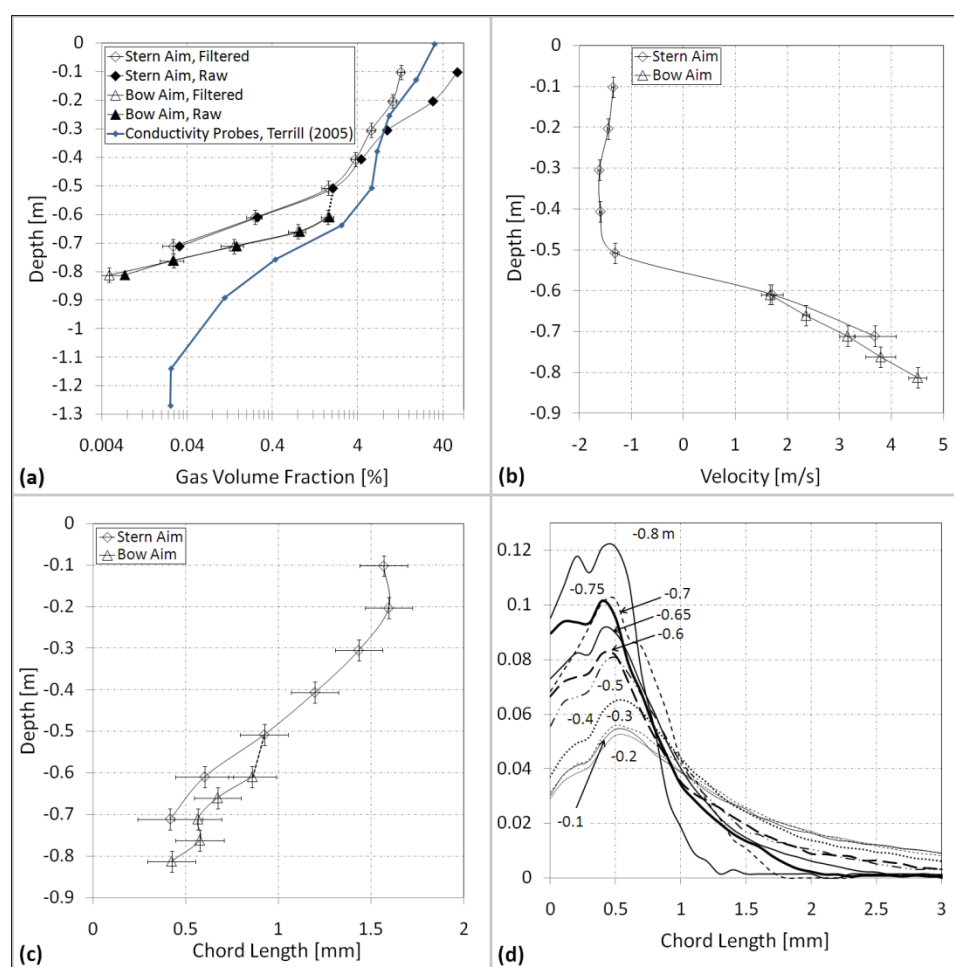 0
-0.1
-0.2
-0.3
-0.4
-0.5
-0.6
-0.7
-0.8
-0.9
-1
-1.1
-1.2
-1.3
Depth [m]
Stern Aim, Filtered
Stern Aim, Raw
Bow Aim, Filtered
Bow Aim, Raw
Conductivity Probes, Terrill (2005)
0.004 0.04 0.4 4 40
(a) Gas Volume Fraction [%]
0
-0.1
-0.2
-0.3
-0.4
-0.5
-0.6
-0.7
-0.8
-0.9
Depth [m]
Stern Aim
Bow Aim
-2 -1 0 1 2 3 4 5
(b) Velocity [m/s]
0
-0.1
-0.2
-0.3
-0.4
-0.5
-0.6
-0.7
-0.8
-0.9
Depth [m]
Stern Aim
Bow Aim
0 0.5 1 1.5 2
(c) Chord Length [mm]
0.12
0.1
0.08
0.06
0.04
0.02
0
-0.8 m
-0.75
-0.7
-0.65
-0.6
-0.5
-0.4
-0.3
-0.2
-0.1
0 0.5 1 1.5 2 2.5 3
(d) Chord Length [mm]